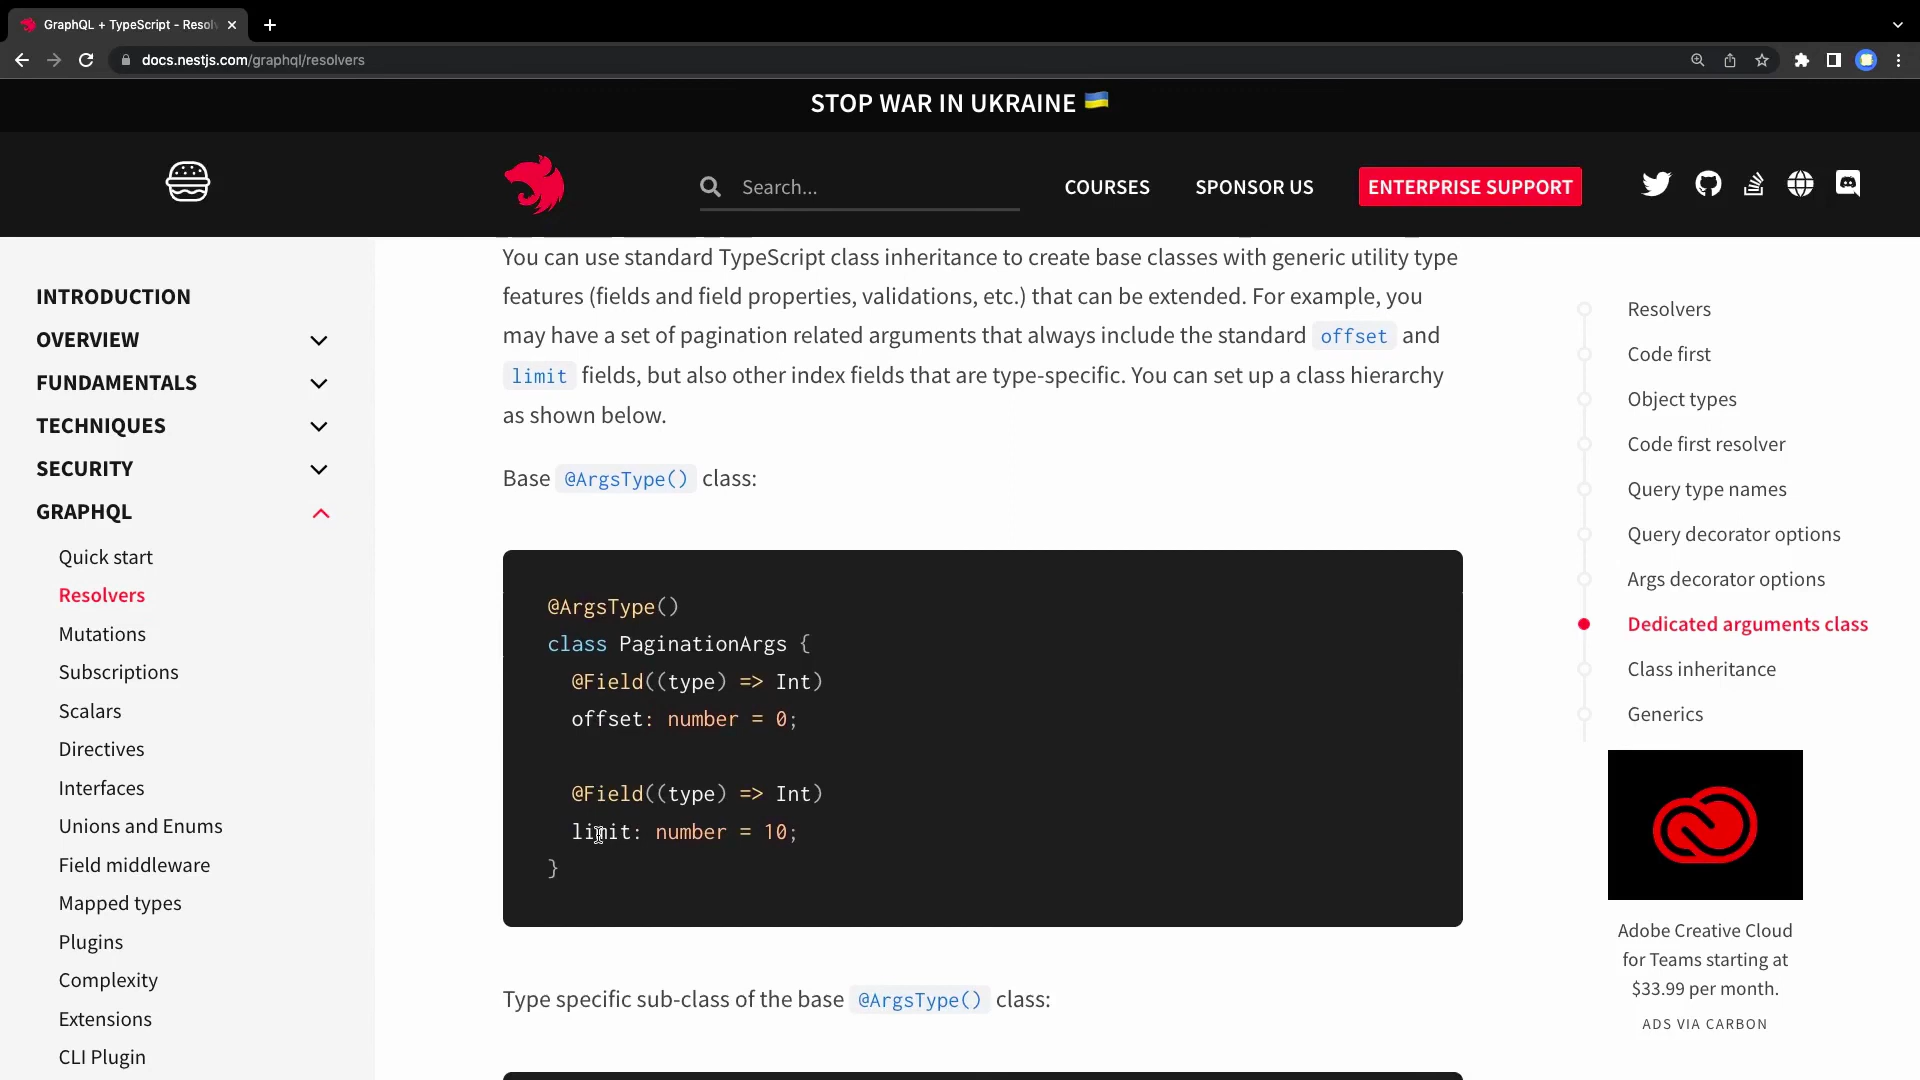 GraphQL + TypeScript - Resolv
docs.nestjs.com/graphql/resolvers
STOP WAR IN UKRAINE 🇺🇦
Search...
COURSES
SPONSOR US
ENTERPRISE SUPPORT
INTRODUCTION
OVERVIEW
FUNDAMENTALS
TECHNIQUES
SECURITY
GRAPHQL
Quick start
Resolvers
Mutations
Subscriptions
Scalars
Directives
Interfaces
Unions and Enums
Field middleware
Mapped types
Plugins
Complexity
Extensions
CLI Plugin
You can use standard TypeScript class inheritance to create base classes with generic utility type
features (fields and field properties, validations, etc.) that can be extended. For example, you
may have a set of pagination related arguments that always include the standard offset and
limit fields, but also other index fields that are type-specific. You can set up a class hierarchy
as shown below.
Base @ArgsType() class:
@ArgsType()
class PaginationArgs {
@Field((type) => Int)
offset: number = 0;
@Field((type) => Int)
limit: number = 10;
}
Type specific sub-class of the base @ArgsType() class:
Resolvers
Code first
Object types
Code first resolver
Query type names
Query decorator options
Args decorator options
Dedicated arguments class
Class inheritance
Generics
Adobe Creative Cloud
for Teams starting at
$33.99 per month.
ADS VIA CARBON